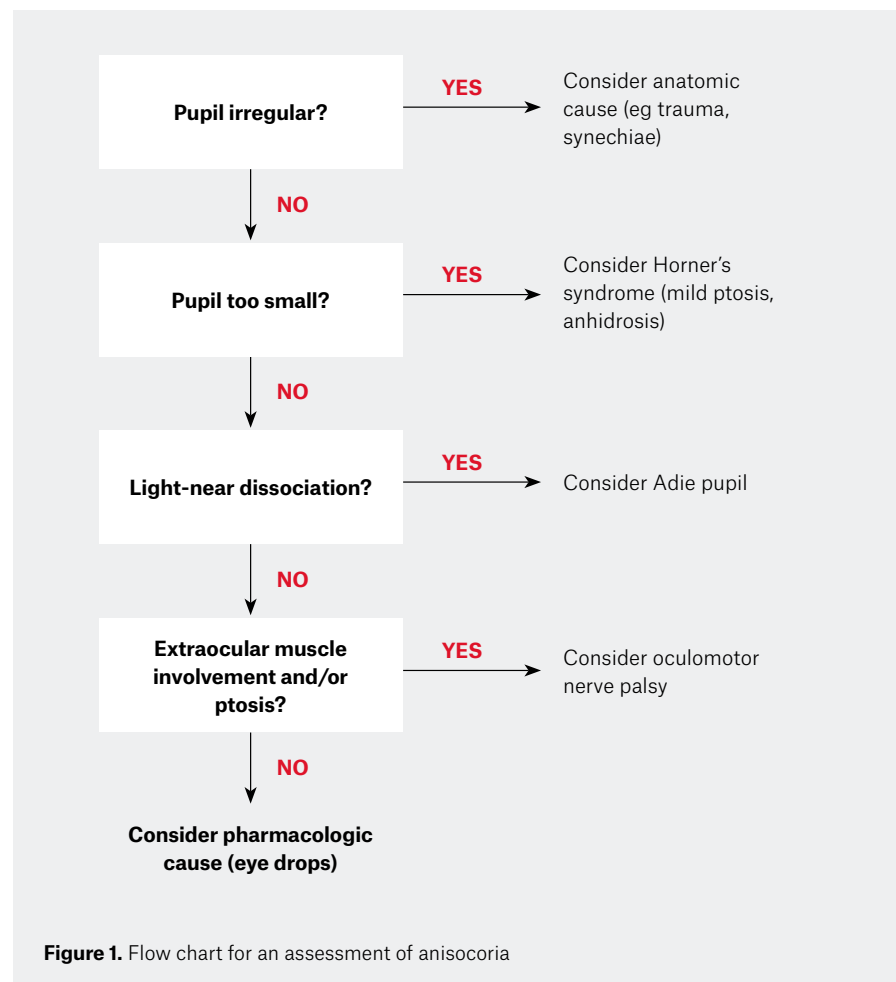 Pupil irregular?
YES
Consider anatomic
cause (eg trauma,
synechiae)
NO
Pupil too small?
YES
Consider Horner’s
syndrome (mild ptosis,
anhidrosis)
NO
Light-near dissociation?
YES
Consider Adie pupil
NO
Extraocular muscle
involvement and/or
ptosis?
YES
Consider oculomotor
nerve palsy
NO
Consider pharmacologic
cause (eye drops)
Figure 1. Flow chart for an assessment of anisocoria